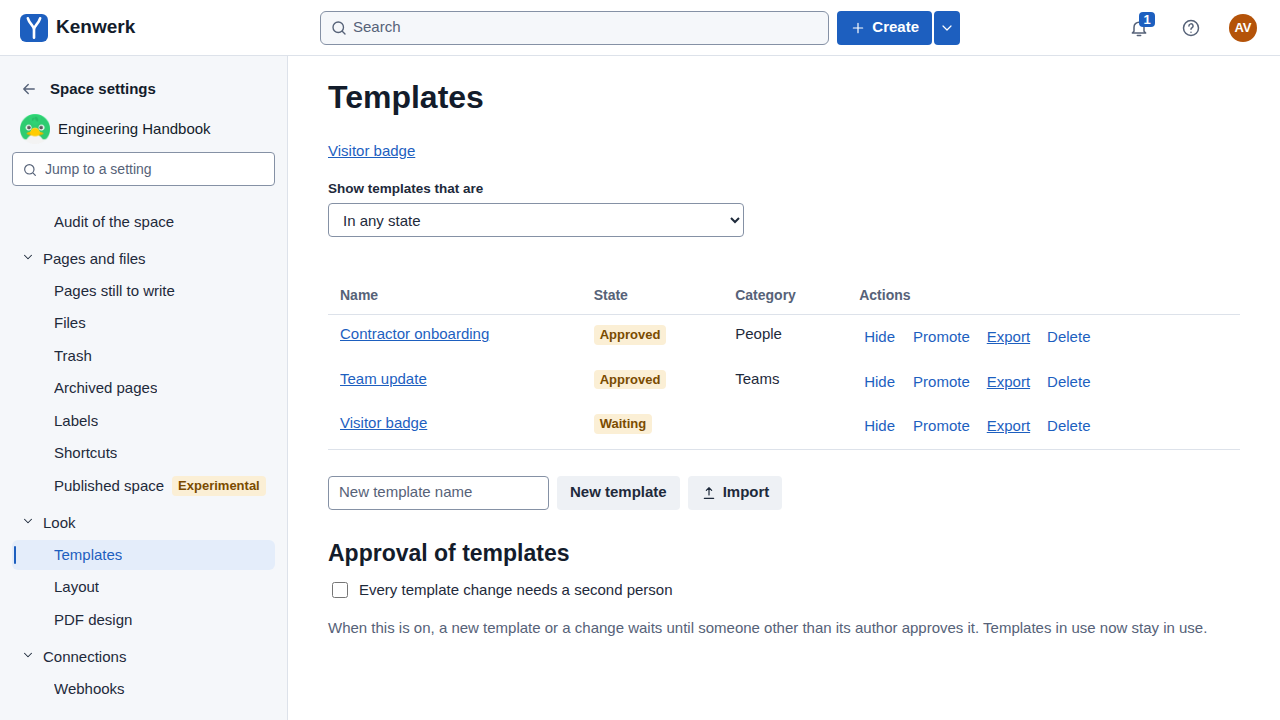 Kenwerk
Search
Create
1
AV
Space settings
Engineering Handbook
Jump to a setting
Audit of the space
Pages and files
Pages still to write
Files
Trash
Archived pages
Labels
Shortcuts
Published space Experimental
Look
Templates
Layout
PDF design
Connections
Webhooks
Templates
Visitor badge
Show templates that are
In any state
Name State Category Actions
Contractor onboarding Approved People Hide Promote Export Delete
Team update Approved Teams Hide Promote Export Delete
Visitor badge Waiting Hide Promote Export Delete
New template name New template Import
Approval of templates
Every template change needs a second person
When this is on, a new template or a change waits until someone other than its author approves it. Templates in use now stay in use.